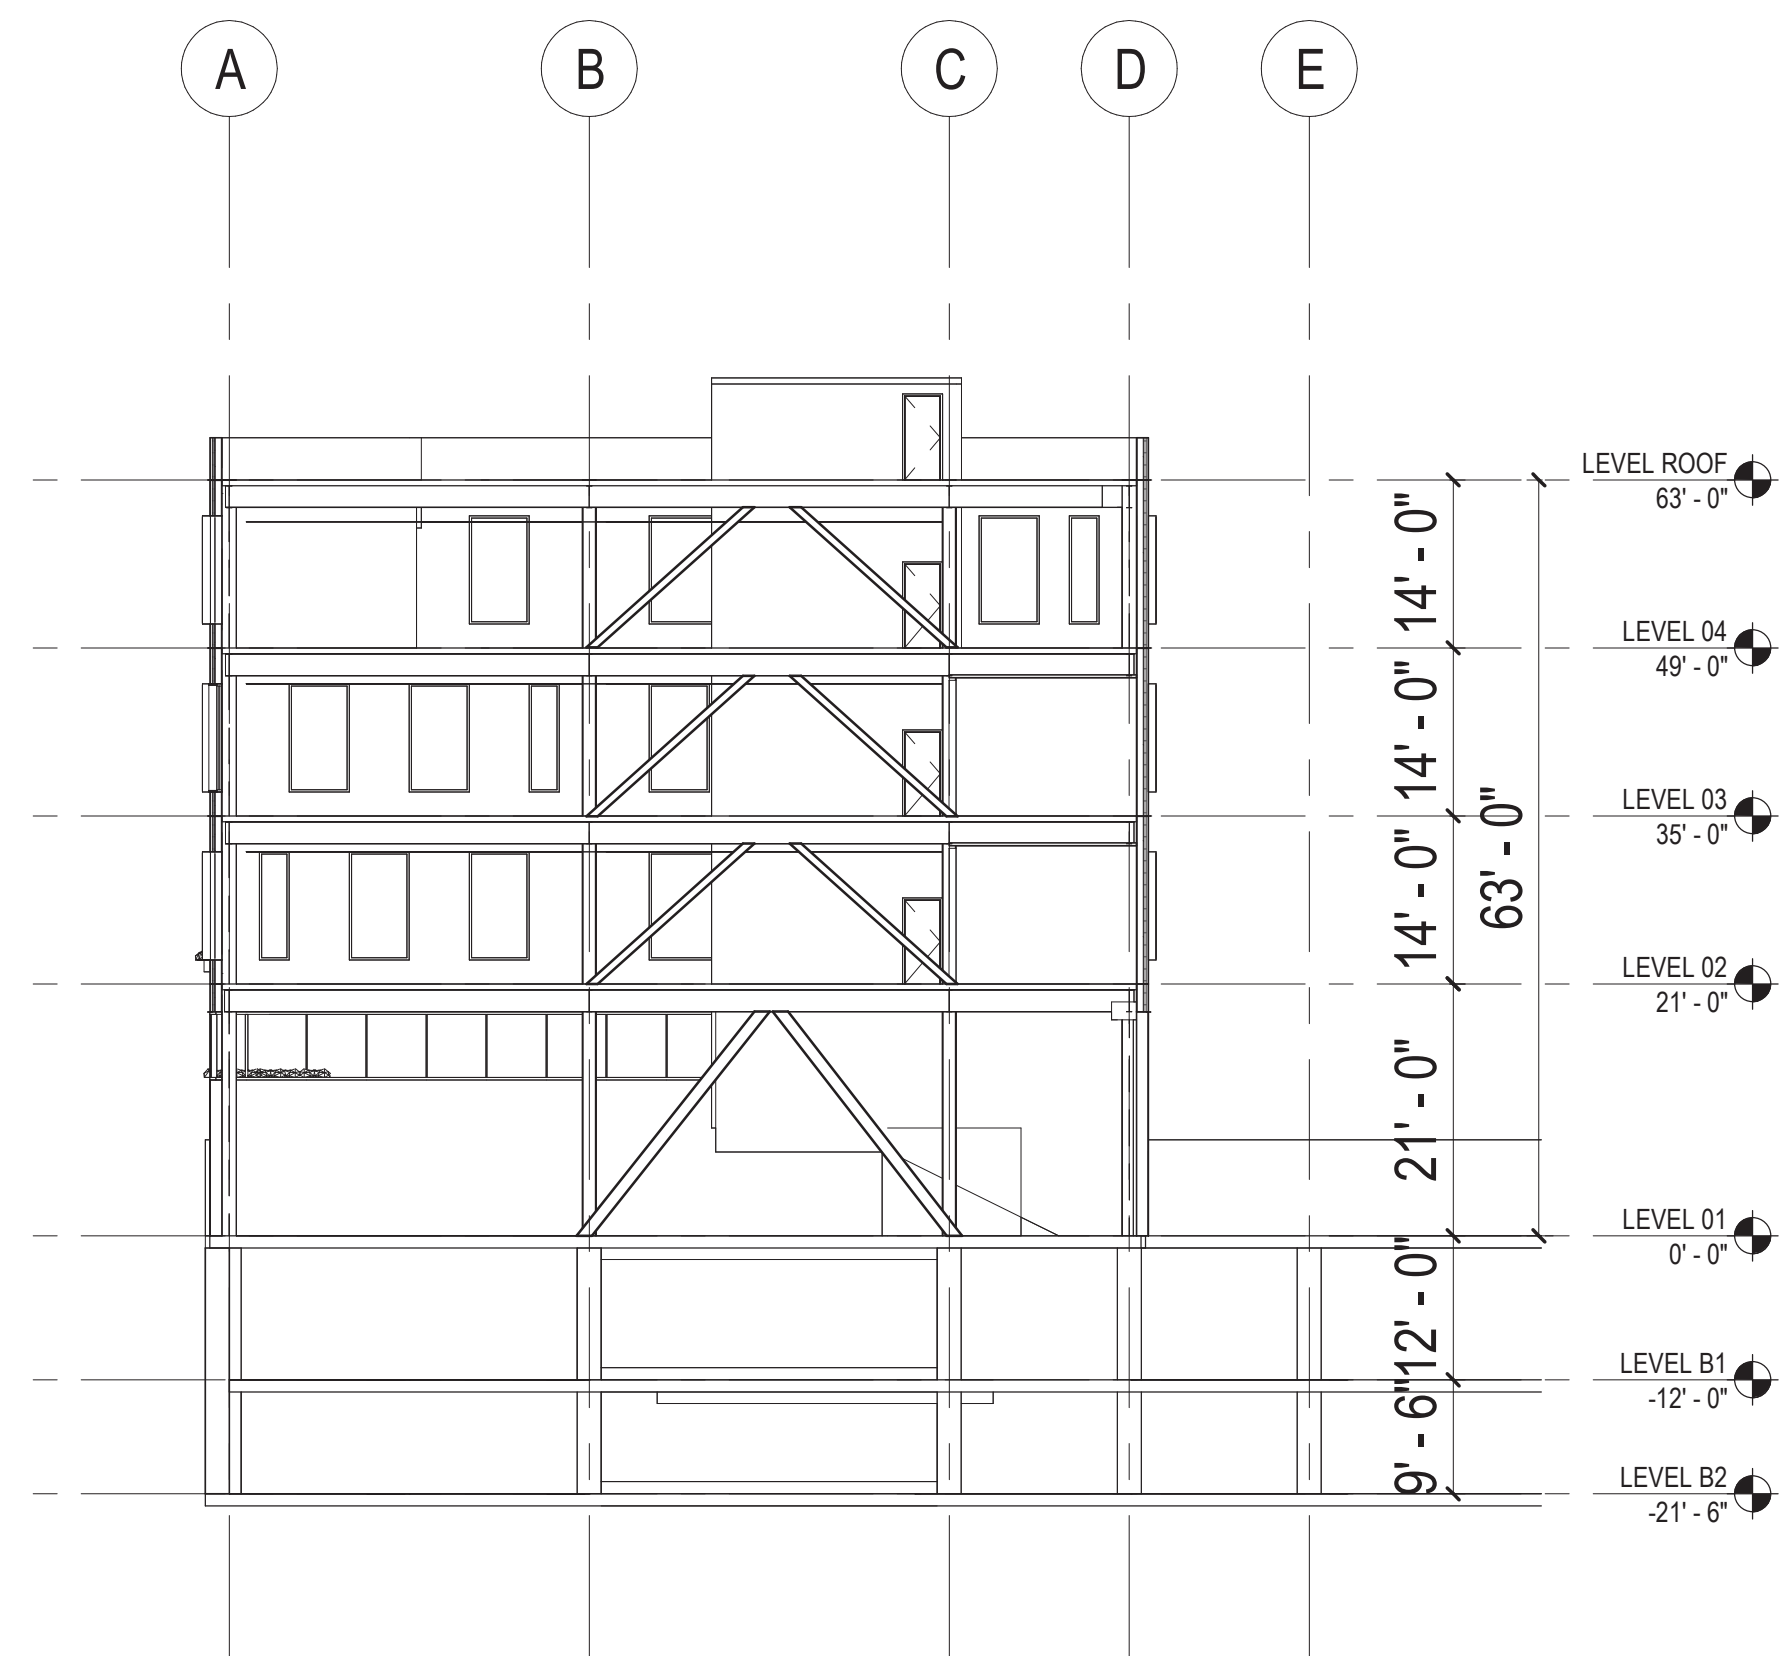 A
B
C
D
E
LEVEL ROOF
63' - 0"
14' - 0"
LEVEL 04
49' - 0"
14' - 0"
LEVEL 03
35' - 0"
63' - 0"
14' - 0"
LEVEL 02
21' - 0"
21' - 0"
LEVEL 01
0' - 0"
12' - 0"
LEVEL B1
-12' - 0"
9' - 6"
LEVEL B2
-21' - 6"